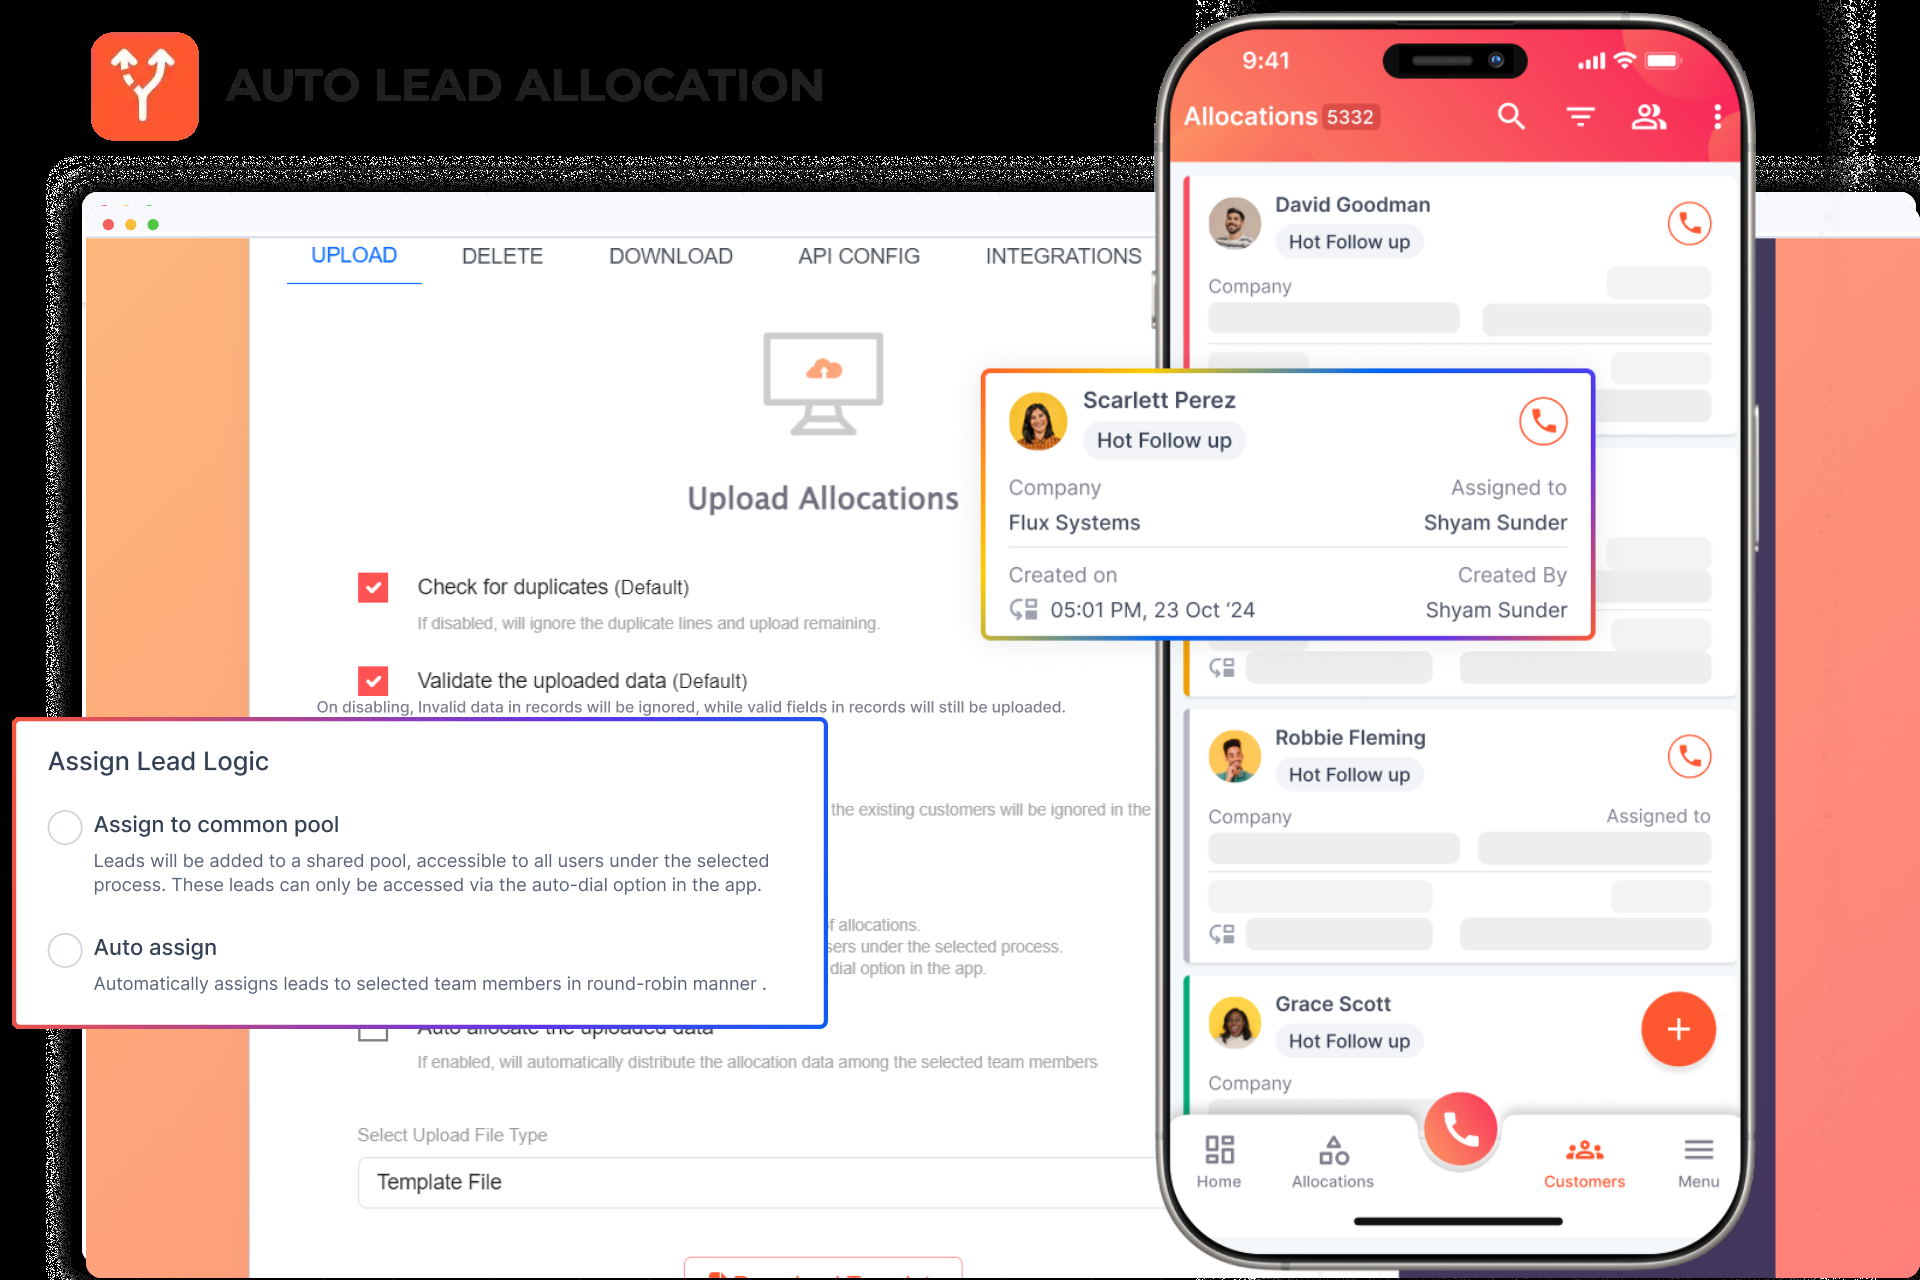 AUTO LEAD ALLOCATION
UPLOAD DELETE DOWNLOAD API CONFIG INTEGRATIONS
Upload Allocations
Check for duplicates (Default)
If disabled, will ignore the duplicate lines and upload remaining.
Validate the uploaded data (Default)
On disabling, Invalid data in records will be ignored, while valid fields in records will still be uploaded.
the existing customers will be ignored in the
of allocations.
under the selected process.
dial option in the app.
Auto allocate the uploaded data
If enabled, will automatically distribute the allocation data among the selected team members
Select Upload File Type
Template File
Assign Lead Logic
Assign to common pool
Leads will be added to a shared pool, accessible to all users under the selected
process. These leads can only be accessed via the auto-dial option in the app.
Auto assign
Automatically assigns leads to selected team members in round-robin manner .
9:41
Allocations 5332
David Goodman
Hot Follow up
Company
Scarlett Perez
Hot Follow up
Company Assigned to
Flux Systems Shyam Sunder
Created on Created By
05:01 PM, 23 Oct ‘24 Shyam Sunder
Robbie Fleming
Hot Follow up
Company Assigned to
Grace Scott
Hot Follow up
Company
Home Allocations Customers Menu